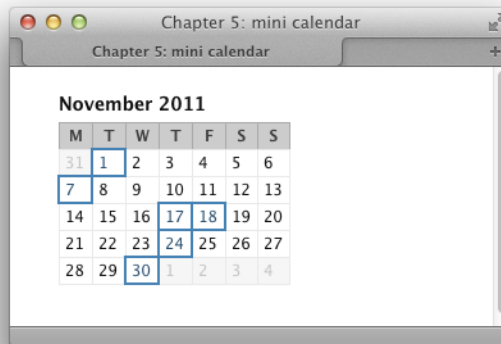 Chapter 5: mini calendar
Chapter 5: mini calendar
November 2011
M T W T F S S
31 1 2 3 4 5 6
7 8 9 10 11 12 13
14 15 16 17 18 19 20
21 22 23 24 25 26 27
28 29 30 1 2 3 4